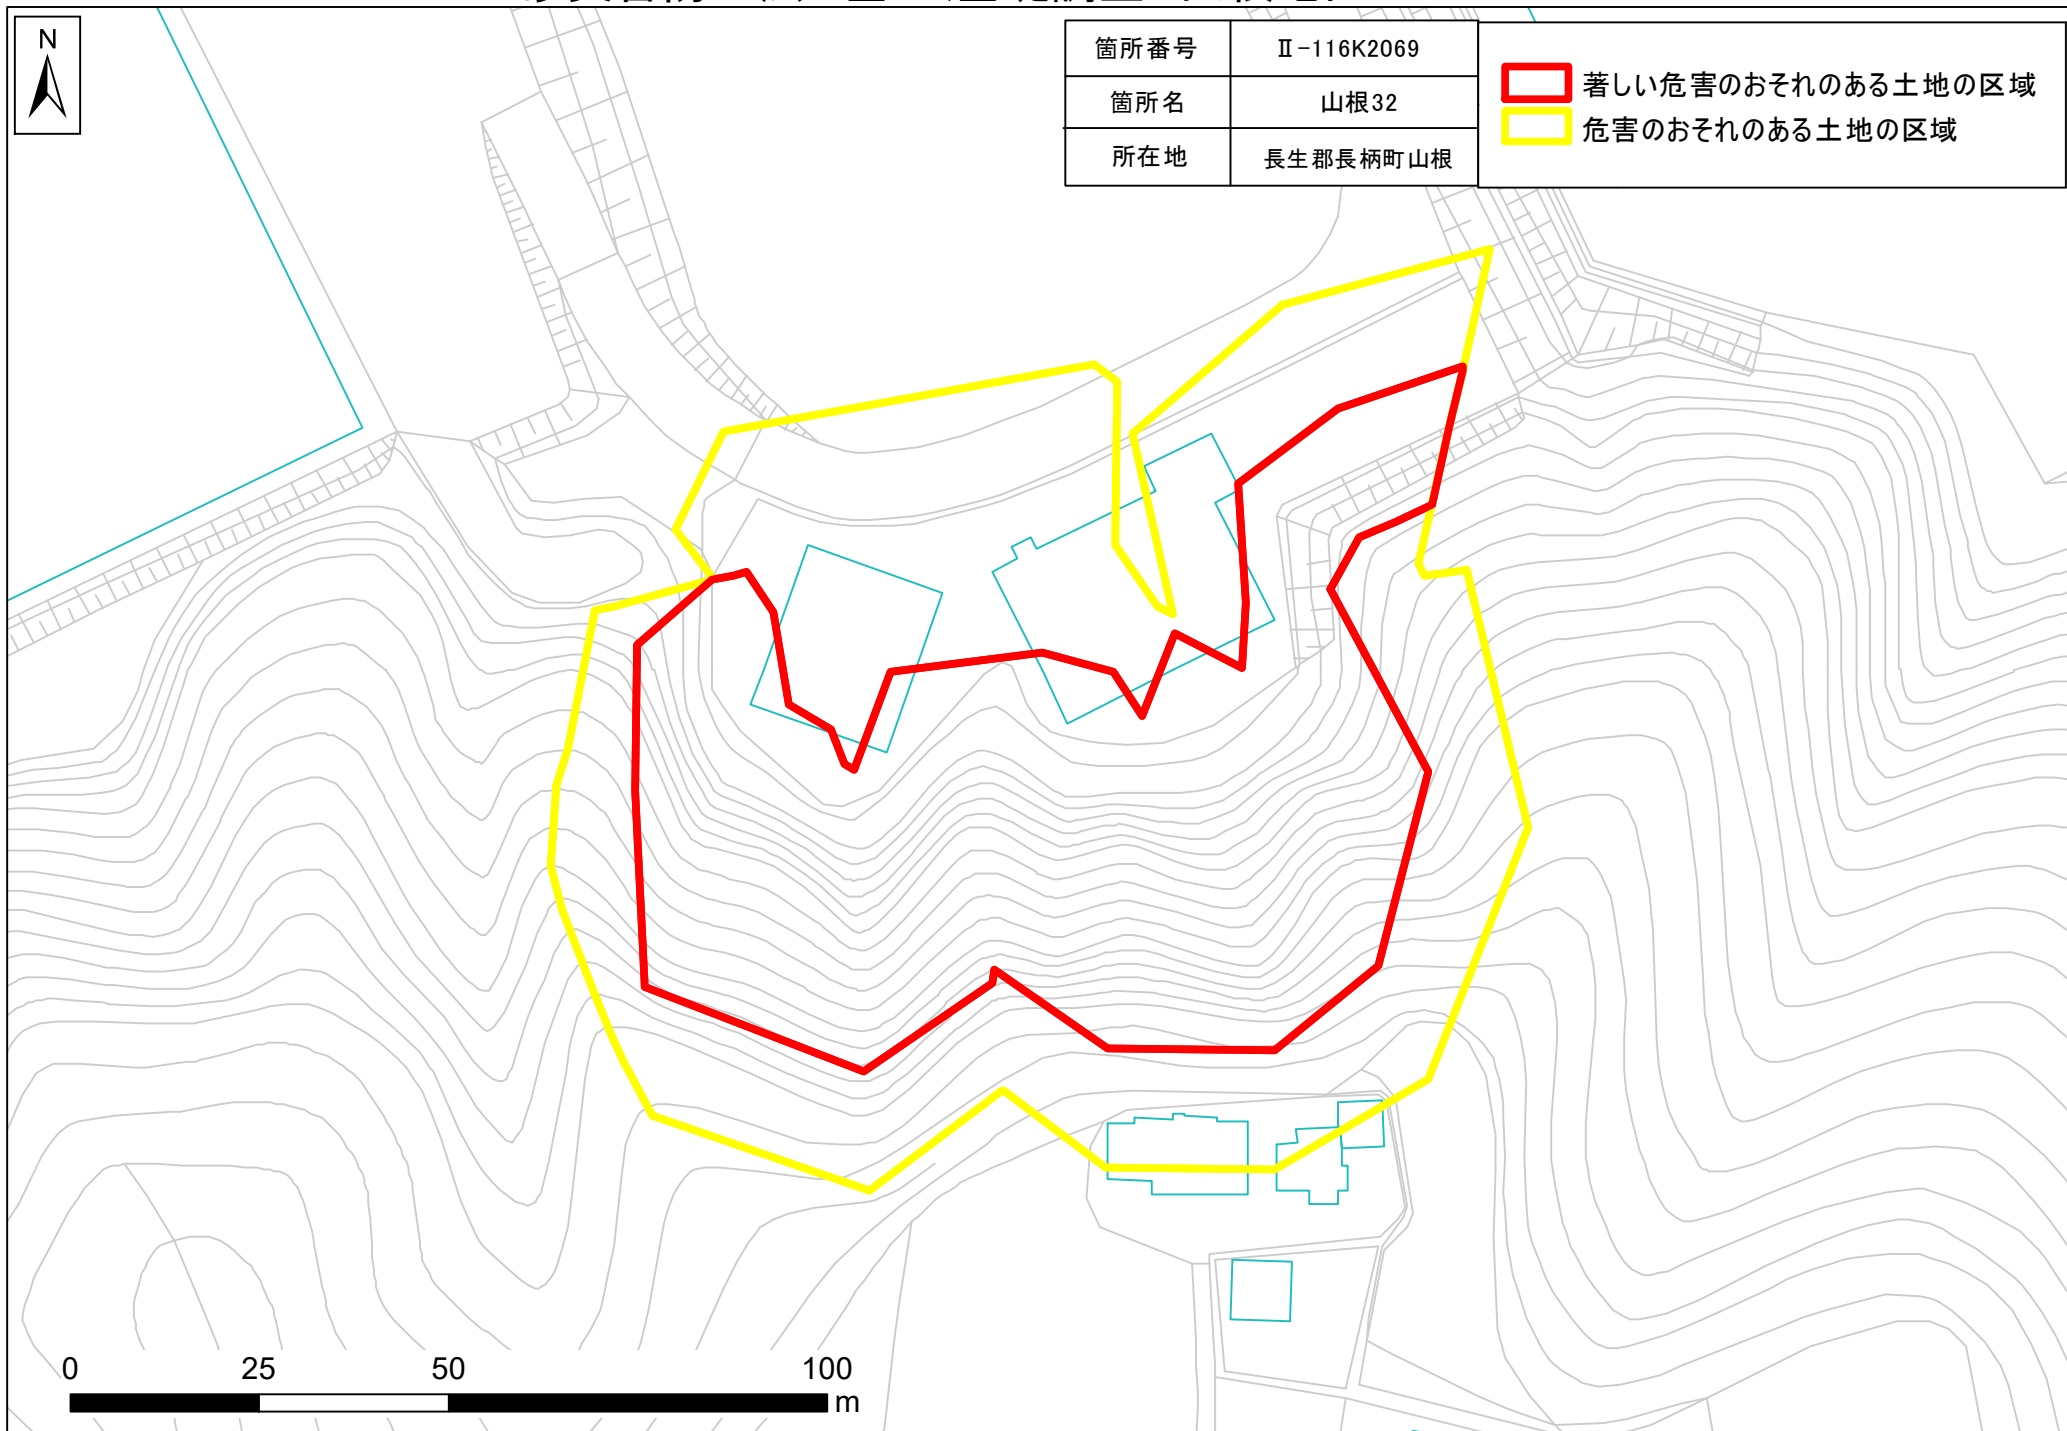 N
箇所番号 Ⅱ-116K2069
箇所名 山根32
所在地 長生郡長柄町山根
著しい危害のおそれのある土地の区域
危害のおそれのある土地の区域
0 25 50 100
m